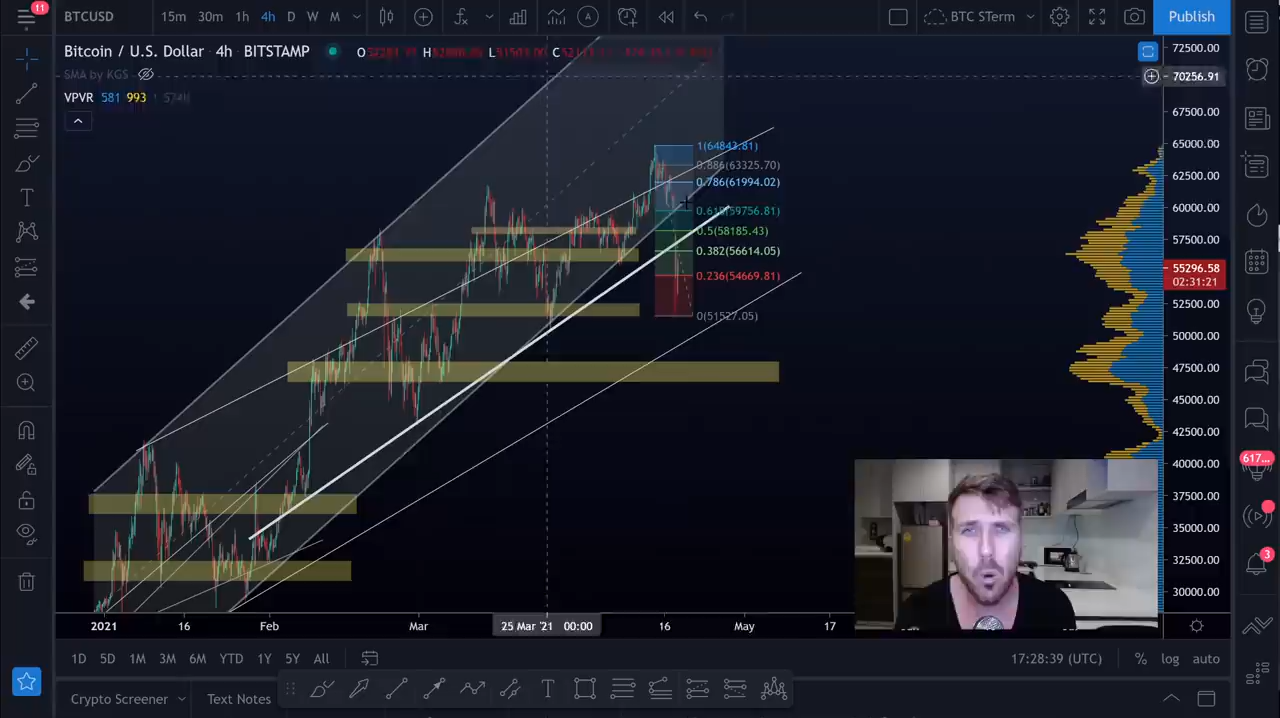 11
BTCUSD
15m 30m 1h 4h D W M
BTC STerm
Publish
Bitcoin / U.S. Dollar 4h BITSTAMP
SMA by KGS
VPVR 581 993
72500.00
70256.91
67500.00
65000.00
62500.00
60000.00
57500.00
55296.58
02:31:21
52500.00
50000.00
47500.00
45000.00
42500.00
40000.00
37500.00
35000.00
32500.00
30000.00
1(64843.81)
0.886(63325.70)
0.786(61994.02)
0.618(59756.81)
0.5(58185.43)
0.382(56614.05)
0.236(54669.81)
0(51527.05)
617...
3
2021 16 Feb Mar 25 Mar '21 00:00 16 May 17
1D 5D 1M 3M 6M YTD 1Y 5Y All
17:28:39 (UTC) % log auto
Crypto Screener Text Notes